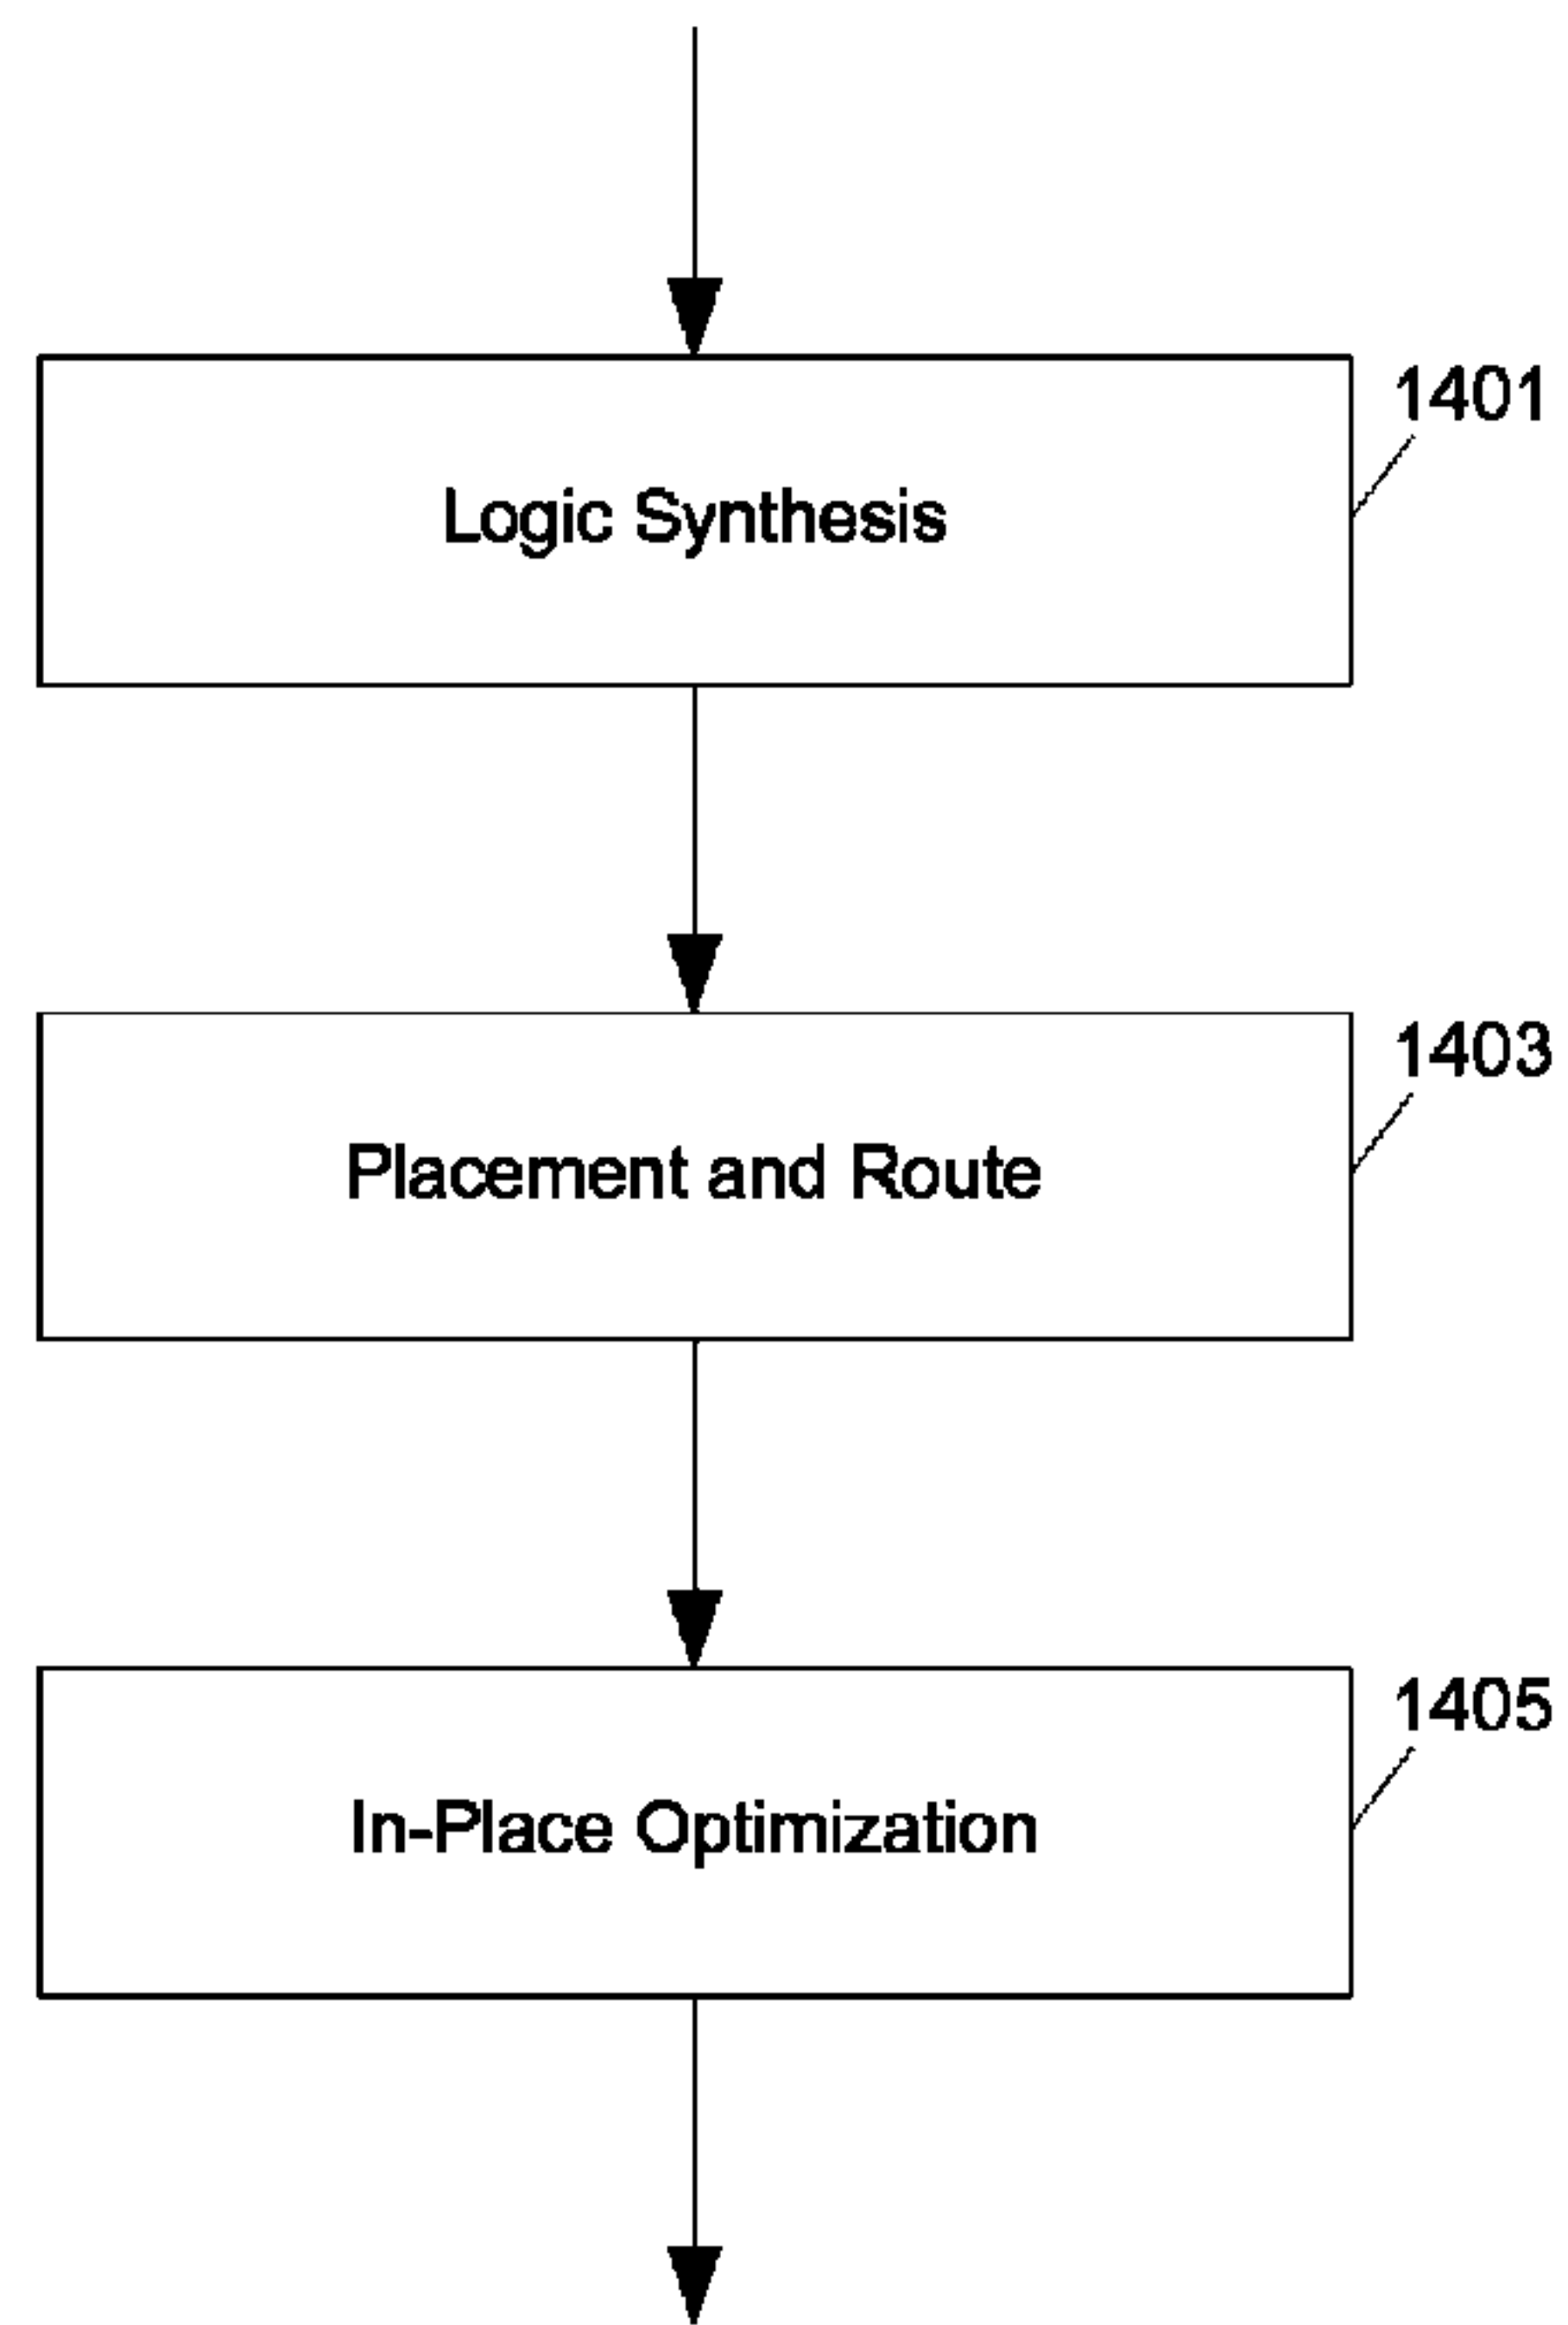 1401
Logic Synthesis
1403
Placement and Route
1405
In-Place Optimization